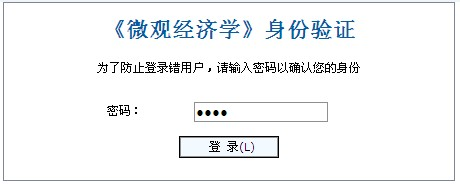 《微观经济学》身份验证
为了防止登录错用户，请输入密码以确认您的身份
密码： ●●●●
登 录(L)